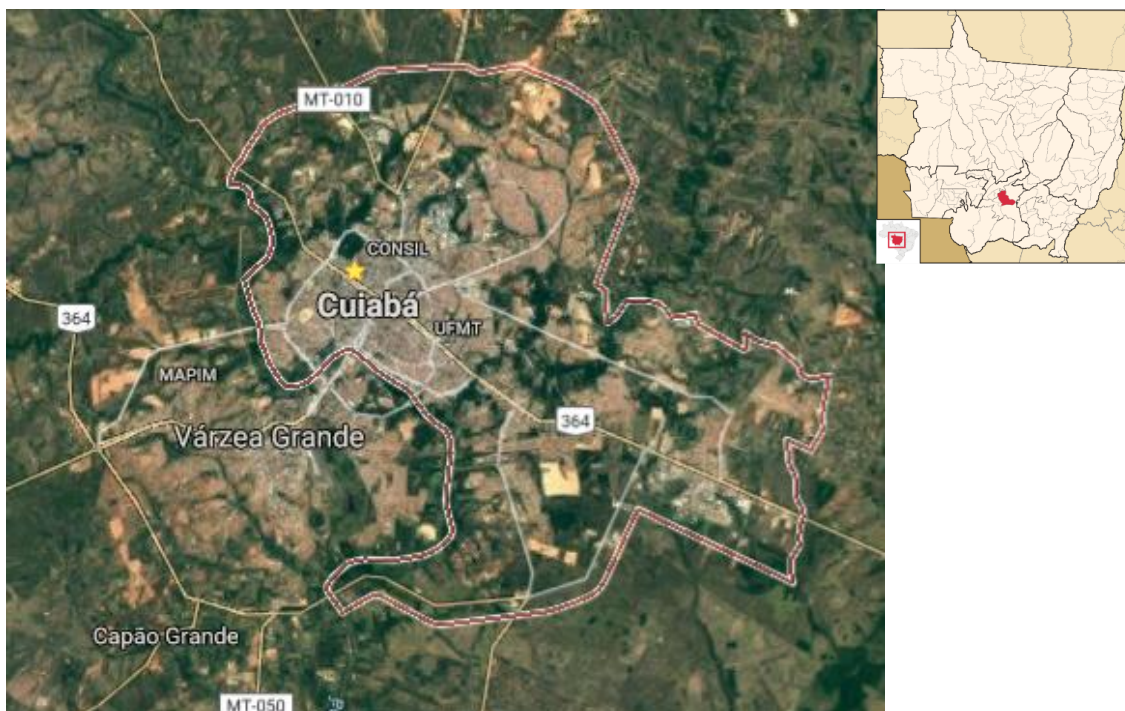 MT-010
CONSIL
Cuiabá
UFMT
364
MAPIM
364
Várzea Grande
Capão Grande
MT-050